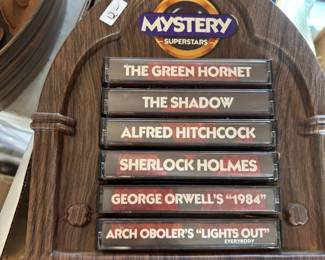 MYSTERY
SUPERSTARS
THE GREEN HORNET
THE SHADOW
ALFRED HITCHCOCK
SHERLOCK HOLMES
GEORGE ORWELL'S "1984"
ARCH OBOLER'S "LIGHTS OUT"
EVERYBODY